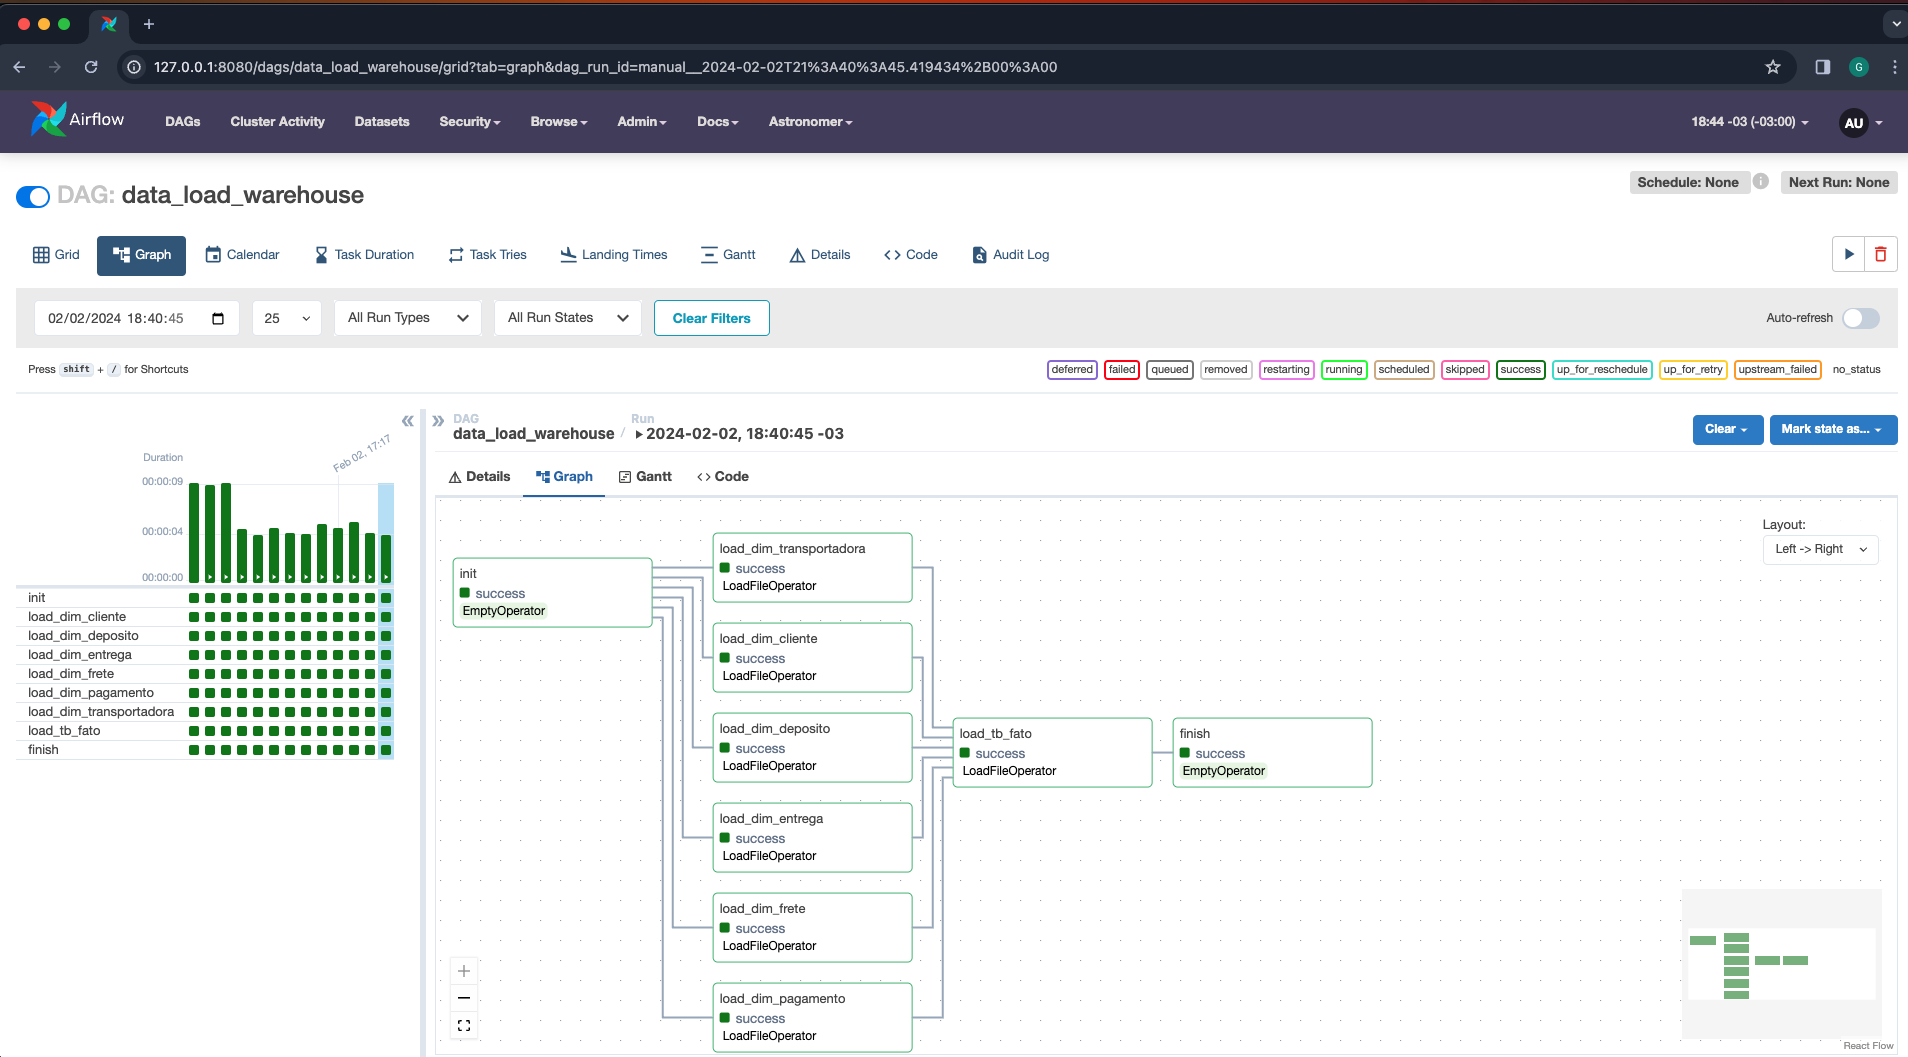 127.0.0.1:8080/dags/data_load_warehouse/grid?tab=graph&dag_run_id=manual__2024-02-02T21%3A40%3A45.419434%2B00%3A00
G
Airflow
DAGs
Cluster Activity
Datasets
Security
Browse
Admin
Docs
Astronomer
18:44 -03 (-03:00)
AU
DAG: data_load_warehouse
Schedule: None
Next Run: None
Grid
Graph
Calendar
Task Duration
Task Tries
Landing Times
Gantt
Details
Code
Audit Log
02/02/2024 18:40:45
25
All Run Types
All Run States
Clear Filters
Auto-refresh
Press shift + / for Shortcuts
deferred
failed
queued
removed
restarting
running
scheduled
skipped
success
up_for_reschedule
up_for_retry
upstream_failed
no_status
Duration
Feb 02, 17:17
00:00:09
00:00:04
00:00:00
init
load_dim_cliente
load_dim_deposito
load_dim_entrega
load_dim_frete
load_dim_pagamento
load_dim_transportadora
load_tb_fato
finish
DAG
data_load_warehouse
/
Run
2024-02-02, 18:40:45 -03
Clear
Mark state as...
Details
Graph
Gantt
Code
Layout:
Left -> Right
init
success
EmptyOperator
load_dim_transportadora
success
LoadFileOperator
load_dim_cliente
success
LoadFileOperator
load_dim_deposito
success
LoadFileOperator
load_dim_entrega
success
LoadFileOperator
load_dim_frete
success
LoadFileOperator
load_dim_pagamento
success
LoadFileOperator
load_tb_fato
success
LoadFileOperator
finish
success
EmptyOperator
React Flow